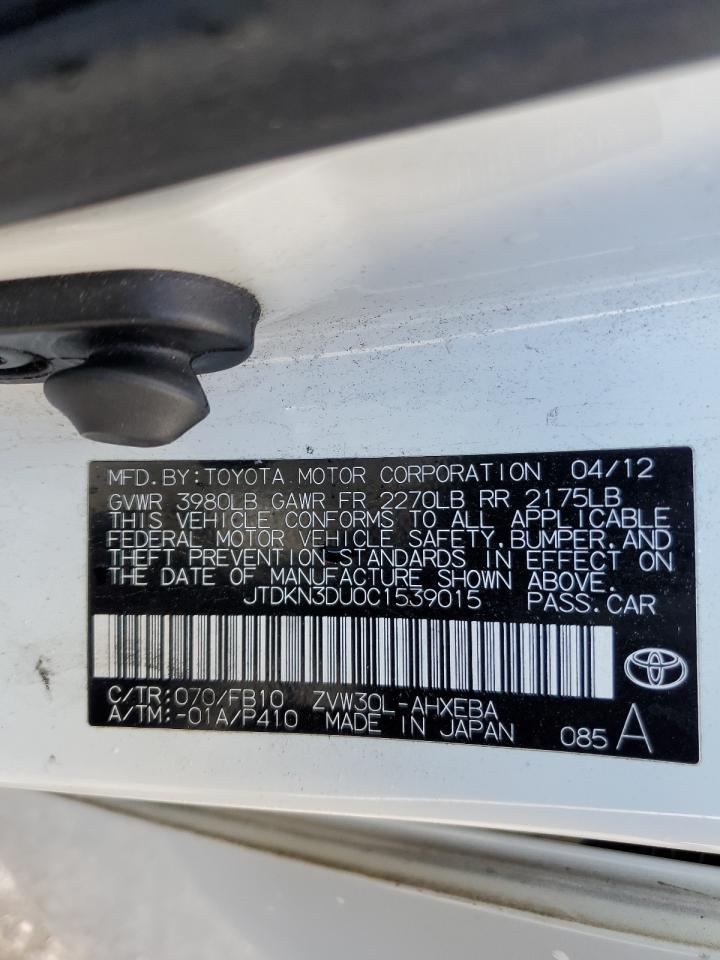 MFD. BY: TOYOTA MOTOR CORPORATION 04/12
GVWR 3980LB GAWR FR 2270LB RR 2175LB
THIS VEHICLE CONFORMS TO ALL APPLICABLE
FEDERAL MOTOR VEHICLE SAFETY, BUMPER, AND
THEFT PREVENTION STANDARDS IN EFFECT ON
THE DATE OF MANUFACTURE SHOWN ABOVE.
JTDKN3DU0C1539015 PASS. CAR
C/TR: 070/FB10 ZVW30L-AHXEBA
A/TM: -01A/P410 MADE IN JAPAN 085 A